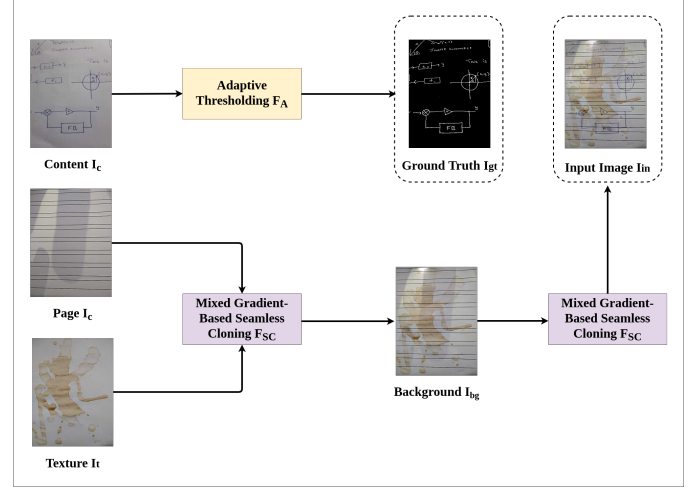 Content Ic
Adaptive
Thresholding FA
Ground Truth Igt
Input Image Iin
FB
y
FB
y
Page Ic
Mixed Gradient-
Based Seamless
Cloning FSC
Background Ibg
Mixed Gradient-
Based Seamless
Cloning FSC
Texture It